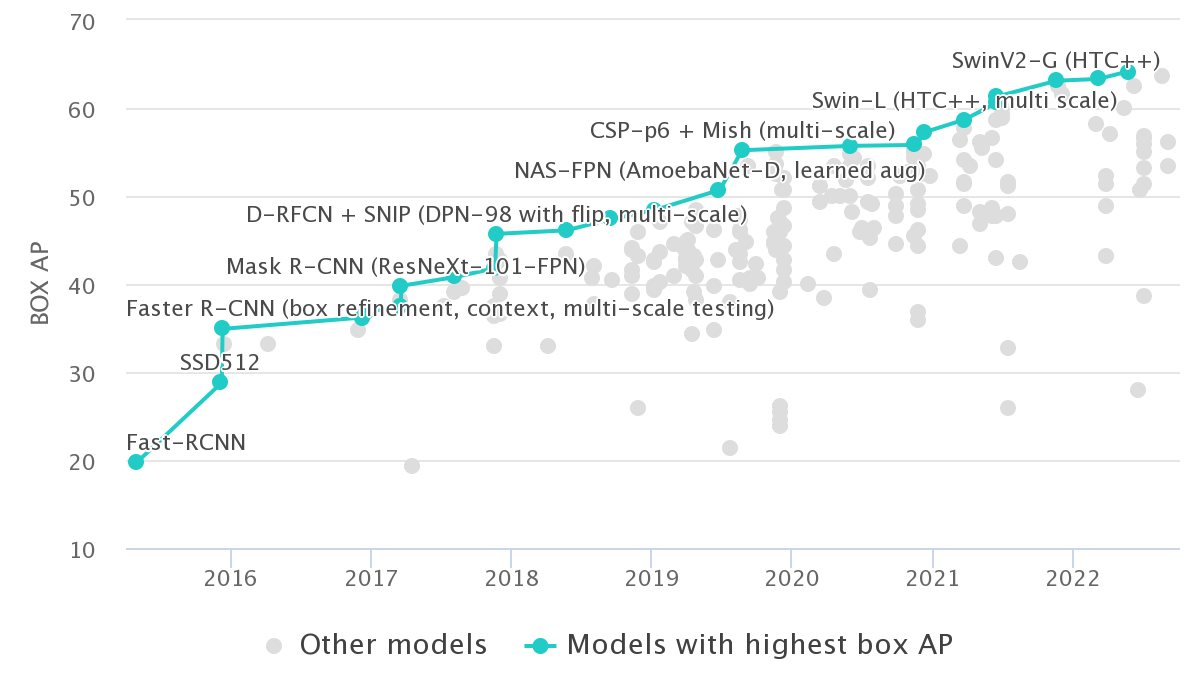 70
60
50
40
30
20
10
BOX AP
SwinV2-G (HTC++)
Swin-L (HTC++, multi scale)
CSP-p6 + Mish (multi-scale)
NAS-FPN (AmoebaNet-D, learned aug)
D-RFCN + SNIP (DPN-98 with flip, multi-scale)
Mask R-CNN (ResNeXt-101-FPN)
Faster R-CNN (box refinement, context, multi-scale testing)
SSD512
Fast-RCNN
2016 2017 2018 2019 2020 2021 2022
Other models Models with highest box AP